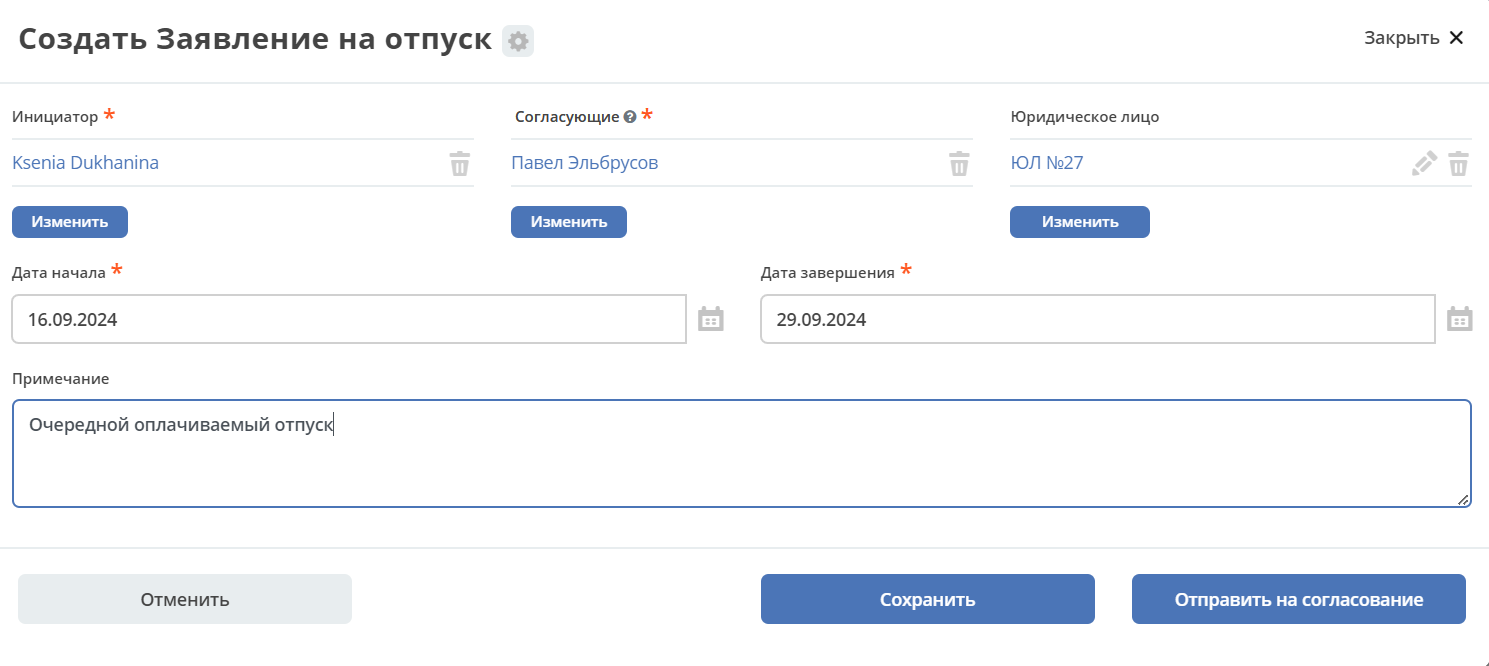 Создать Заявление на отпуск
Закрыть
Инициатор *
Согласующие ? *
Юридическое лицо
Ksenia Dukhanina
Павел Эльбрусов
ЮЛ №27
Изменить
Изменить
Изменить
Дата начала *
Дата завершения *
16.09.2024
29.09.2024
Примечание
Очередной оплачиваемый отпуск
Отменить
Сохранить
Отправить на согласование